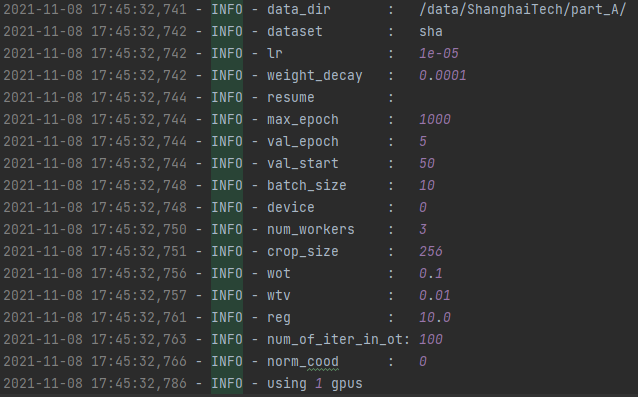 2021-11-08 17:45:32,741 - INFO - data_dir : /data/ShanghaiTech/part_A/
2021-11-08 17:45:32,742 - INFO - dataset : sha
2021-11-08 17:45:32,742 - INFO - lr : 1e-05
2021-11-08 17:45:32,742 - INFO - weight_decay : 0.0001
2021-11-08 17:45:32,744 - INFO - resume :
2021-11-08 17:45:32,744 - INFO - max_epoch : 1000
2021-11-08 17:45:32,744 - INFO - val_epoch : 5
2021-11-08 17:45:32,744 - INFO - val_start : 50
2021-11-08 17:45:32,748 - INFO - batch_size : 10
2021-11-08 17:45:32,748 - INFO - device : 0
2021-11-08 17:45:32,750 - INFO - num_workers : 3
2021-11-08 17:45:32,751 - INFO - crop_size : 256
2021-11-08 17:45:32,756 - INFO - wot : 0.1
2021-11-08 17:45:32,757 - INFO - wtv : 0.01
2021-11-08 17:45:32,761 - INFO - reg : 10.0
2021-11-08 17:45:32,763 - INFO - num_of_iter_in_ot: 100
2021-11-08 17:45:32,766 - INFO - norm_cood : 0
2021-11-08 17:45:32,786 - INFO - using 1 gpus